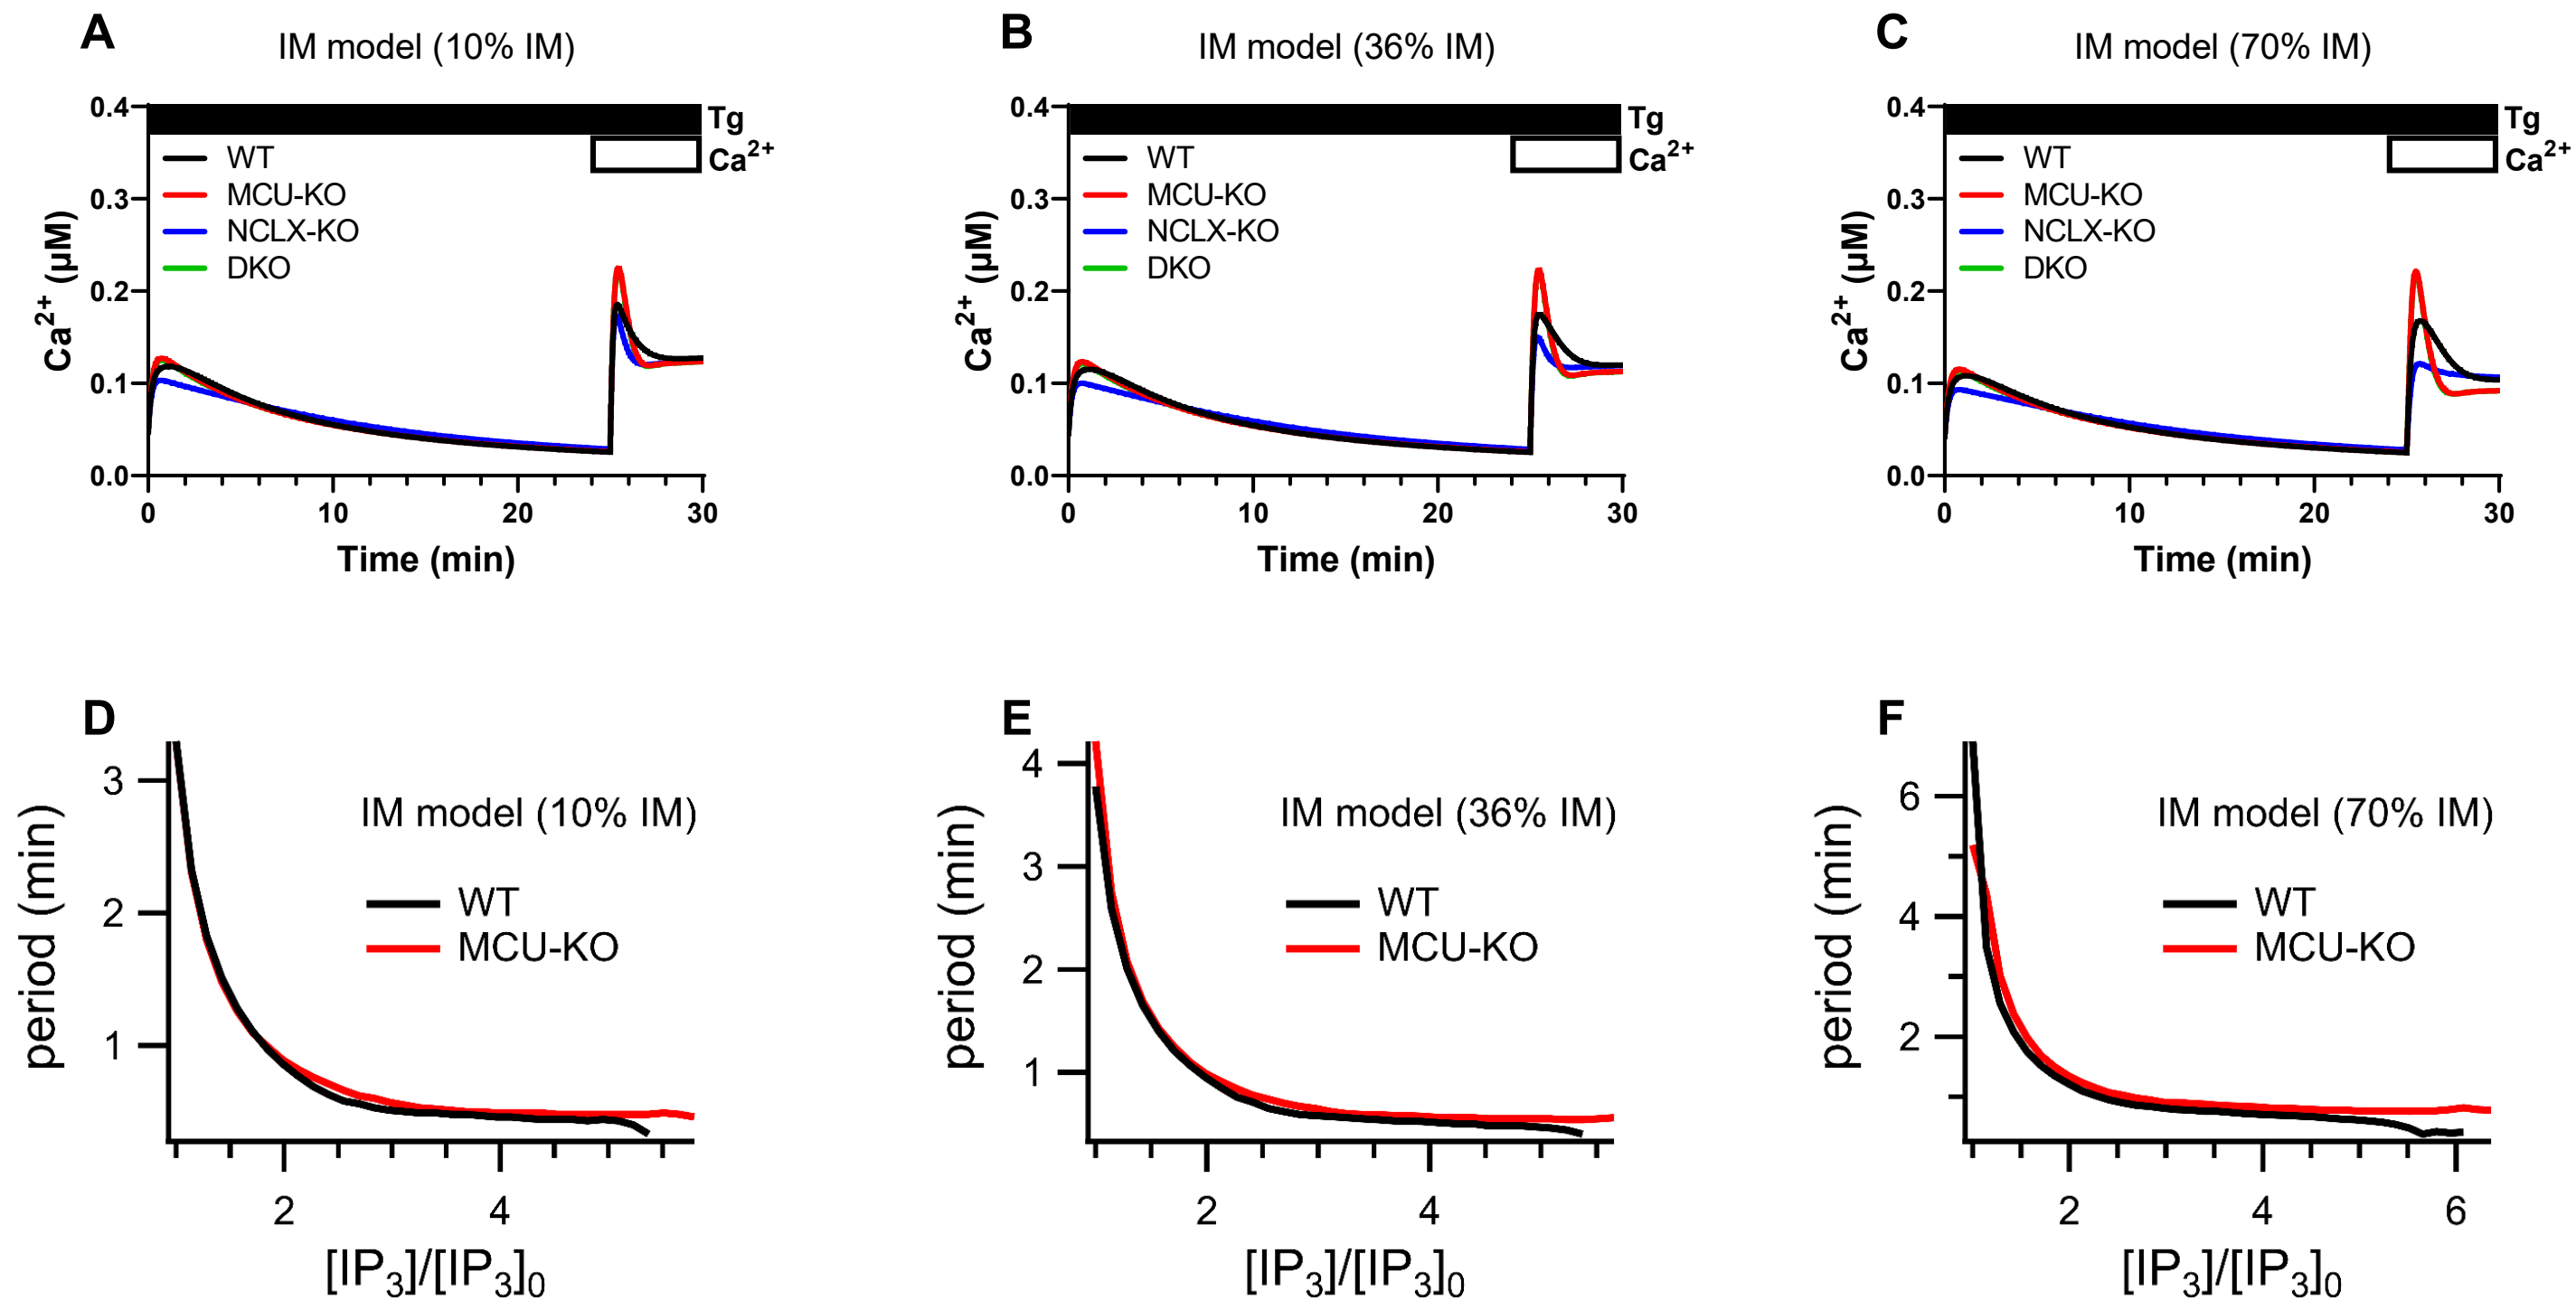 A
IM model (10% IM)
0.4
0.3
0.2
0.1
0.0
Ca²⁺ (μM)
Tg
Ca²⁺
WT
MCU-KO
NCLX-KO
DKO
0
10
20
30
Time (min)
B
IM model (36% IM)
0.4
0.3
0.2
0.1
0.0
Ca²⁺ (μM)
Tg
Ca²⁺
WT
MCU-KO
NCLX-KO
DKO
0
10
20
30
Time (min)
C
IM model (70% IM)
0.4
0.3
0.2
0.1
0.0
Ca²⁺ (μM)
Tg
Ca²⁺
WT
MCU-KO
NCLX-KO
DKO
0
10
20
30
Time (min)
D
3
2
1
period (min)
IM model (10% IM)
WT
MCU-KO
2
4
[IP₃]/[IP₃]₀
E
4
3
2
1
period (min)
IM model (36% IM)
WT
MCU-KO
2
4
[IP₃]/[IP₃]₀
F
6
4
2
period (min)
IM model (70% IM)
WT
MCU-KO
2
4
6
[IP₃]/[IP₃]₀